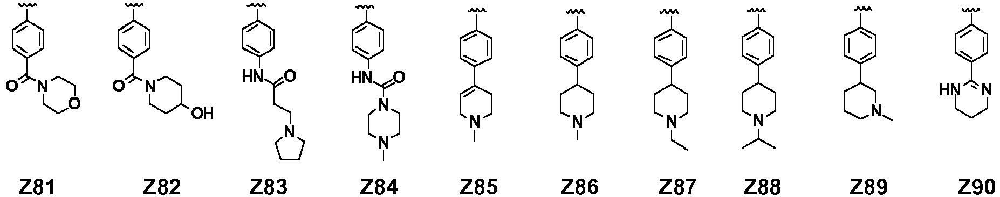 O N O
O N OH
HN O N
HN O N N
N
N
N
N
N
HN N
Z81 Z82 Z83 Z84 Z85 Z86 Z87 Z88 Z89 Z90